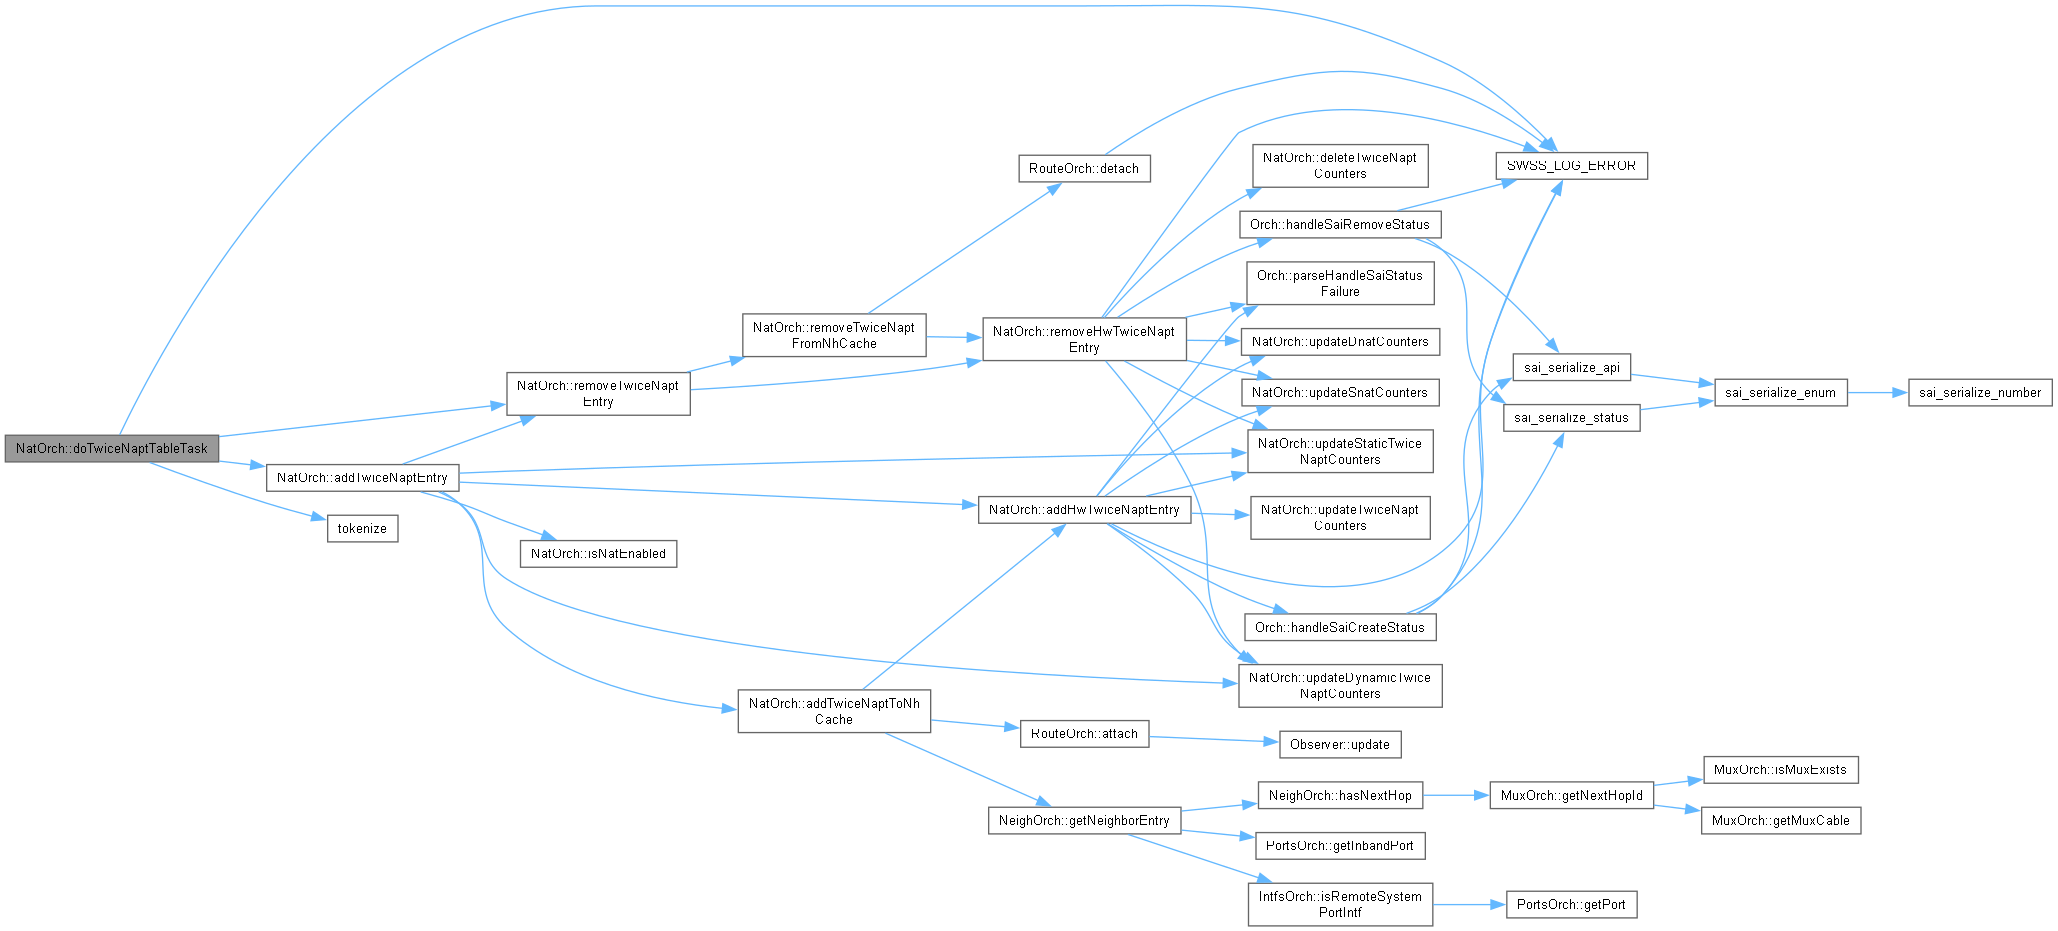 NatOrch::doTwiceNaptTableTask
NatOrch::addTwiceNaptEntry
tokenize
NatOrch::removeTwiceNapt
Entry
NatOrch::isNatEnabled
NatOrch::removeTwiceNapt
FromNhCache
NatOrch::addTwiceNaptToNh
Cache
RouteOrch::detach
NatOrch::removeHwTwiceNapt
Entry
NatOrch::addHwTwiceNaptEntry
RouteOrch::attach
NeighOrch::getNeighborEntry
NatOrch::deleteTwiceNapt
Counters
Orch::handleSaiRemoveStatus
Orch::parseHandleSaiStatus
Failure
NatOrch::updateDnatCounters
NatOrch::updateSnatCounters
NatOrch::updateStaticTwice
NaptCounters
NatOrch::updateTwiceNapt
Counters
Orch::handleSaiCreateStatus
NatOrch::updateDynamicTwice
NaptCounters
Observer::update
NeighOrch::hasNextHop
PortsOrch::getInbandPort
IntfsOrch::isRemoteSystem
PortIntf
SWSS_LOG_ERROR
sai_serialize_api
sai_serialize_status
MuxOrch::getNextHopId
PortsOrch::getPort
sai_serialize_enum
MuxOrch::isMuxExists
MuxOrch::getMuxCable
sai_serialize_number